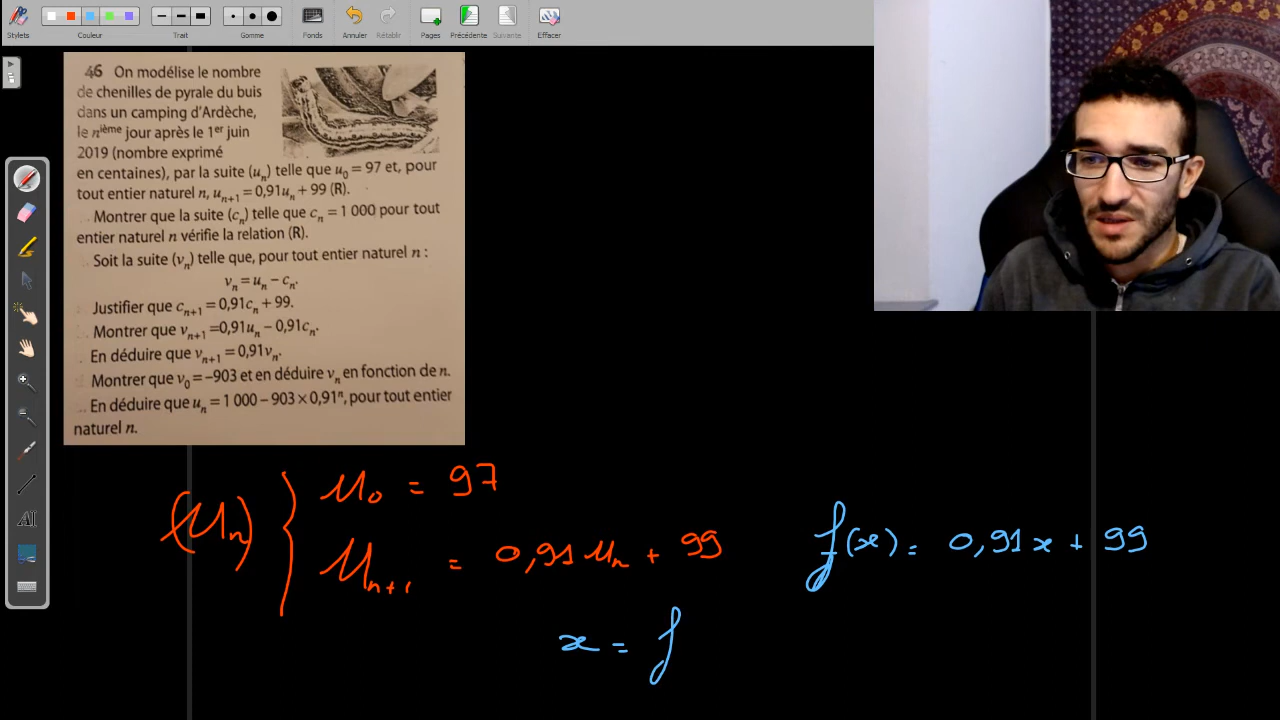 Stylets
Couleur
Trait
Gomme
Fonds
Annuler
Rétablir
Pages
Précédente
Suivante
Effacer
46 On modélise le nombre
de chenilles de pyrale du buis
dans un camping d'Ardèche,
le nième jour après le 1er juin
2019 (nombre exprimé
en centaines), par la suite (un) telle que u0 = 97 et, pour
tout entier naturel n, un+1 = 0,91un + 99 (R).
Montrer que la suite (cn) telle que cn = 1 000 pour tout
entier naturel n vérifie la relation (R).
Soit la suite (vn) telle que, pour tout entier naturel n :
vn = un – cn.
Justifier que cn+1 = 0,91cn + 99.
Montrer que vn+1 =0,91un – 0,91cn.
En déduire que vn+1 = 0,91vn.
Montrer que v0 = –903 et en déduire vn en fonction de n.
En déduire que un = 1 000 – 903 × 0,91^n, pour tout entier
naturel n.
(un) { u0 = 97
un+1 = 0,91 un + 99
f(x) = 0,91 x + 99
x = f
AI